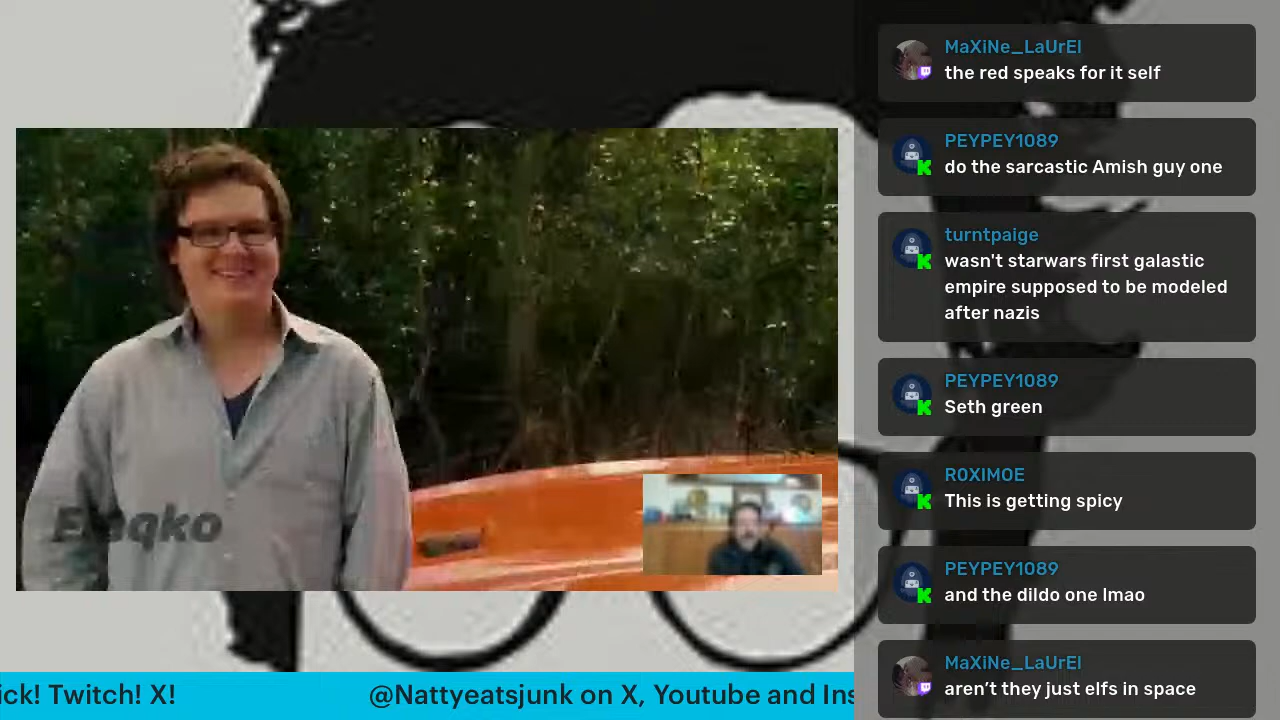 MaXiNe_LaUrEl
the red speaks for it self
PEYPEY1089
do the sarcastic Amish guy one
turntpaige
wasn't starwars first galastic
empire supposed to be modeled
after nazis
PEYPEY1089
Seth green
R0XIMOE
This is getting spicy
PEYPEY1089
and the dildo one lmao
MaXiNe_LaUrEl
aren’t they just elfs in space
ick! Twitch! X!
@Nattyeatsjunk on X, Youtube and Ins